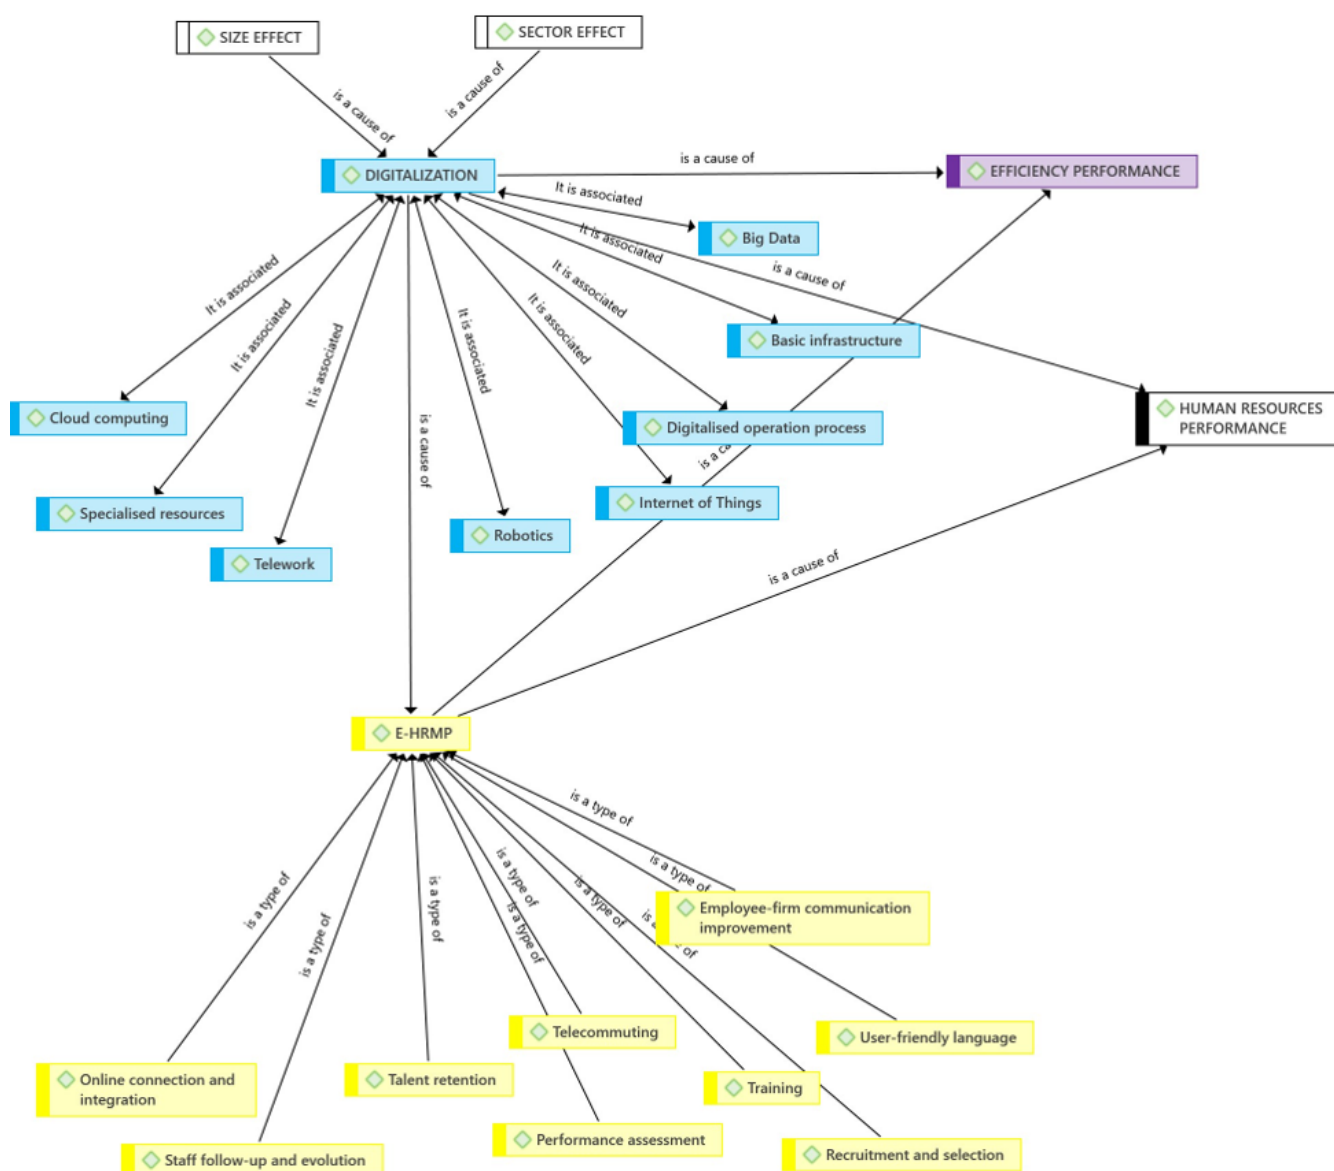 SIZE EFFECT
SECTOR EFFECT
is a cause of
is a cause of
DIGITALIZATION
is a cause of
EFFICIENCY PERFORMANCE
It is associated
Big Data
It is associated
is a cause of
It is associated
It is associated
It is associated
It is associated
It is associated
It is associated
Basic infrastructure
Cloud computing
is a cause of
Digitalised operation process
HUMAN RESOURCES
PERFORMANCE
is a ca
Specialised resources
Internet of Things
Robotics
Telework
is a cause of
E-HRMP
is a type of
is a type of
is a type of
is a type of
is a type of
is a type of
is a type of
is a type of
is a
of
Employee-firm communication
improvement
Telecommuting
User-friendly language
Online connection and
integration
Talent retention
Training
Staff follow-up and evolution
Performance assessment
Recruitment and selection